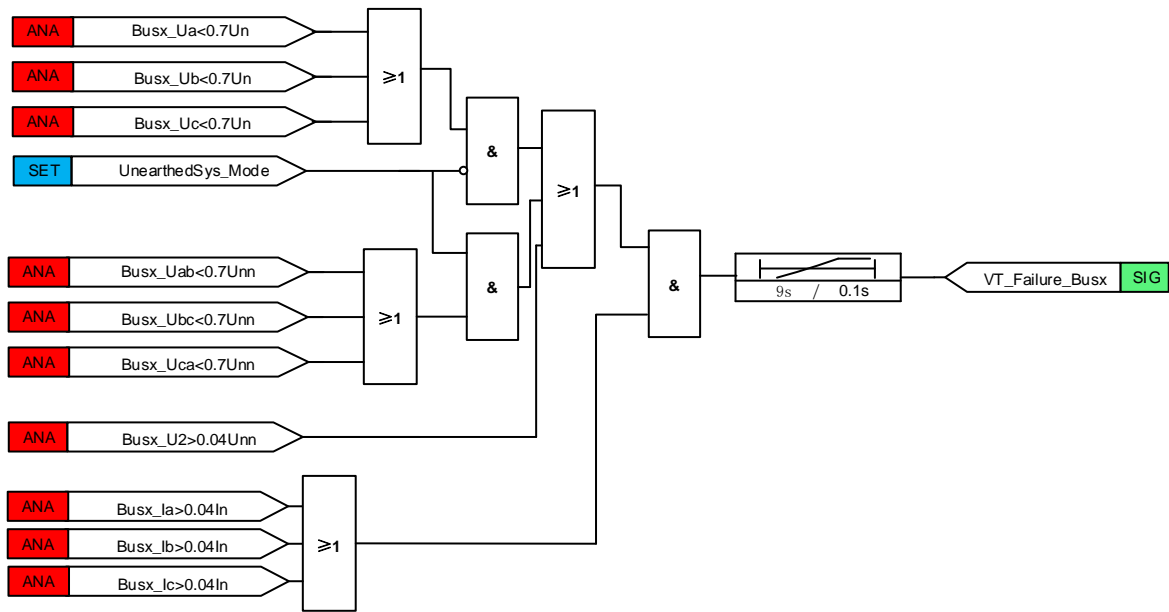 ANA Busx_Ua<0.7Un
ANA Busx_Ub<0.7Un
≥1
ANA Busx_Uc<0.7Un
&
SET UnearthedSys_Mode
≥1
ANA Busx_Uab<0.7Unn
&
&
9s / 0.1s
VT_Failure_Busx SIG
ANA Busx_Ubc<0.7Unn
≥1
ANA Busx_Uca<0.7Unn
ANA Busx_U2>0.04Unn
ANA Busx_Ia>0.04In
ANA Busx_Ib>0.04In
≥1
ANA Busx_Ic>0.04In